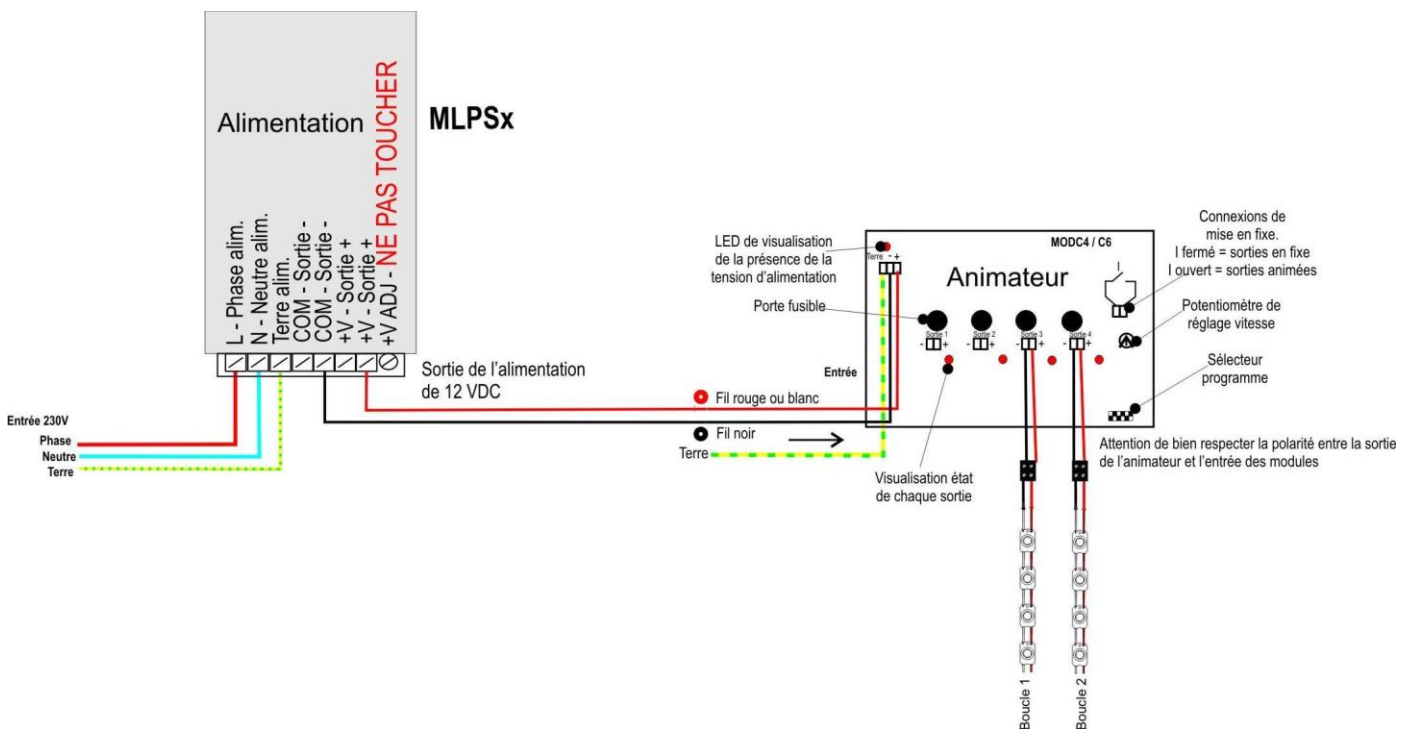 Alimentation
MLPSx
L - Phase alim.
N - Neutre alim.
Terre alim.
COM - Sortie -
COM - Sortie -
+V - Sortie +
+V - Sortie +
+V ADJ - NE PAS TOUCHER
Sortie de l'alimentation
de 12 VDC
Entrée 230V
Phase
Neutre
Terre
Fil rouge ou blanc
Fil noir
Terre
LED de visualisation
de la présence de la
tension d'alimentation
Porte fusible
Entrée
Visualisation état
de chaque sortie
MODC4 / C6
Terre - +
Animateur
Sortie 1
- +
Sortie 2
- +
Sortie 3
- +
Sortie 4
- +
Connexions de
mise en fixe.
I fermé = sorties en fixe
I ouvert = sorties animées
Potentiomètre de
réglage vitesse
Sélecteur
programme
Attention de bien respecter la polarité entre la sortie
de l'animateur et l'entrée des modules
Boucle 1
Boucle 2